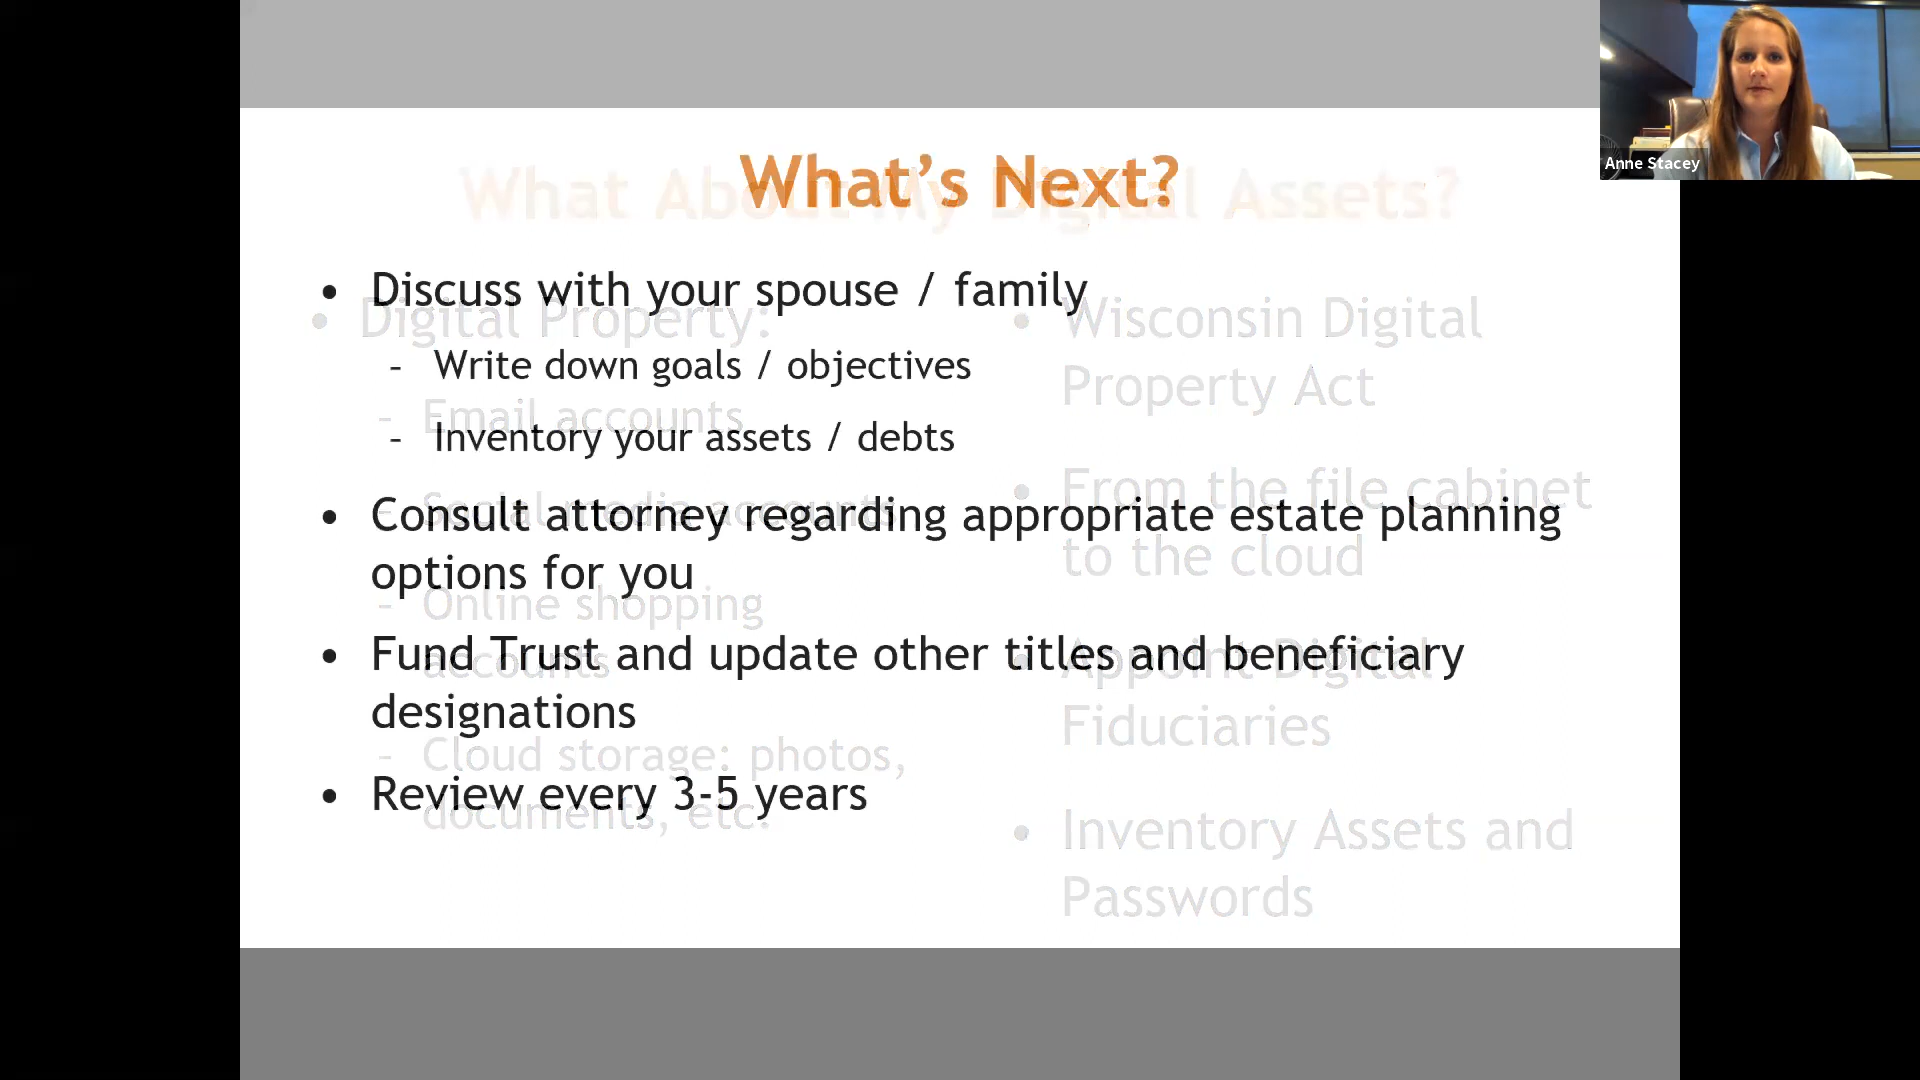 What's Next?
• Discuss with your spouse / family
- Write down goals / objectives
- Inventory your assets / debts
• Consult attorney regarding appropriate estate planning
options for you
• Fund Trust and update other titles and beneficiary
designations
• Review every 3-5 years
What About My Digital Assets?
• Digital Property:
- Email accounts
- Social media accounts
- Online shopping
accounts
- Cloud storage: photos,
documents, etc.
• Wisconsin Digital
Property Act
• From the file cabinet
to the cloud
• Appoint Digital
Fiduciaries
• Inventory Assets and
Passwords
Anne Stacey